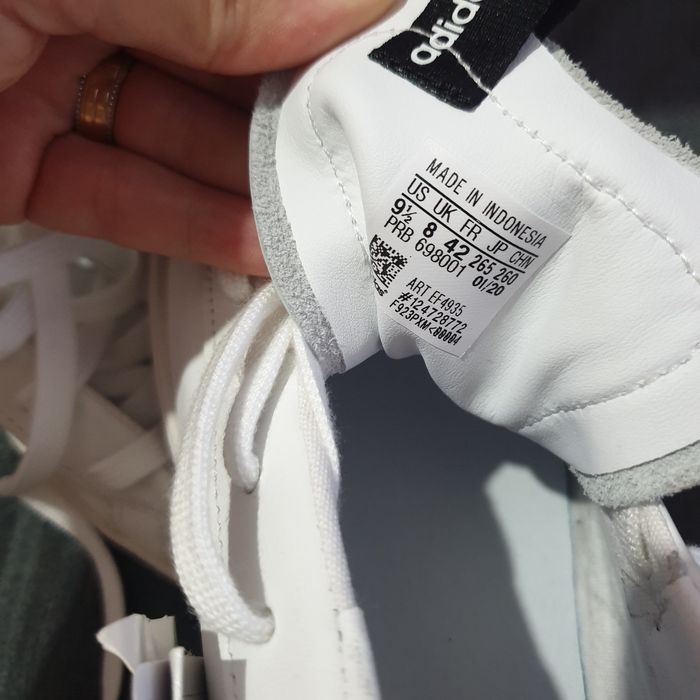 adidas
MADE IN INDONESIA
US UK FR JP CHN
9½ 8 42 265 260
PRB 698001 01/20
ART EF4935
#124728772
F923PXM<00004